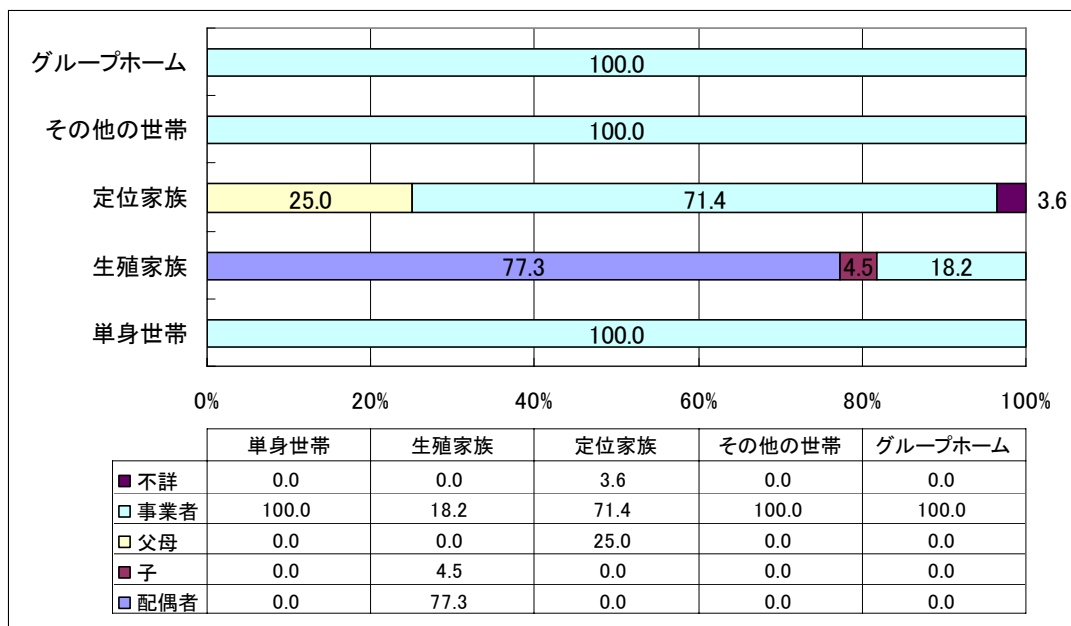 グループホーム 100.0
その他の世帯 100.0
定位家族 25.0 71.4 3.6
生殖家族 77.3 4.5 18.2
単身世帯 100.0
0% 20% 40% 60% 80% 100%
単身世帯 生殖家族 定位家族 その他の世帯 グループホーム
不詳 0.0 0.0 3.6 0.0 0.0
事業者 100.0 18.2 71.4 100.0 100.0
父母 0.0 0.0 25.0 0.0 0.0
子 0.0 4.5 0.0 0.0 0.0
配偶者 0.0 77.3 0.0 0.0 0.0